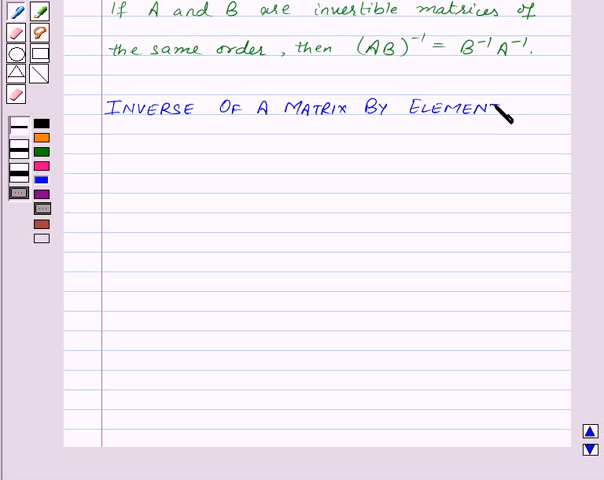 If A and B are invertible matrices of
the same order, then (AB)⁻¹ = B⁻¹A⁻¹.
INVERSE OF A MATRIX BY ELEMENT